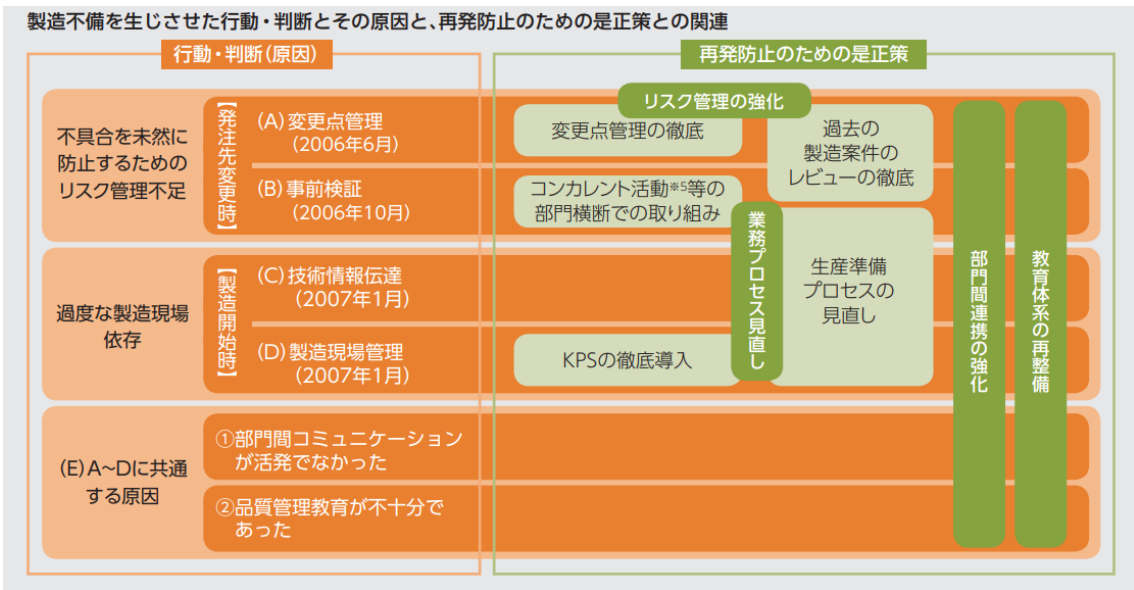 製造不備を生じさせた行動・判断とその原因と、再発防止のための是正策との関連
行動・判断(原因)
再発防止のための是正策
不具合を未然に
防止するための
リスク管理不足
【発注先変更時】
(A)変更点管理
(2006年6月)
(B)事前検証
(2006年10月)
リスク管理の強化
変更点管理の徹底
過去の
製造案件の
レビューの徹底
コンカレント活動※5等の
部門横断での取り組み
過度な製造現場
依存
【製造開始時】
(C)技術情報伝達
(2007年1月)
(D)製造現場管理
(2007年1月)
業務プロセス見直し
生産準備
プロセスの
見直し
KPSの徹底導入
部門間連携の強化
教育体系の再整備
(E)A~Dに共通
する原因
①部門間コミュニケーション
が活発でなかった
②品質管理教育が不十分で
あった